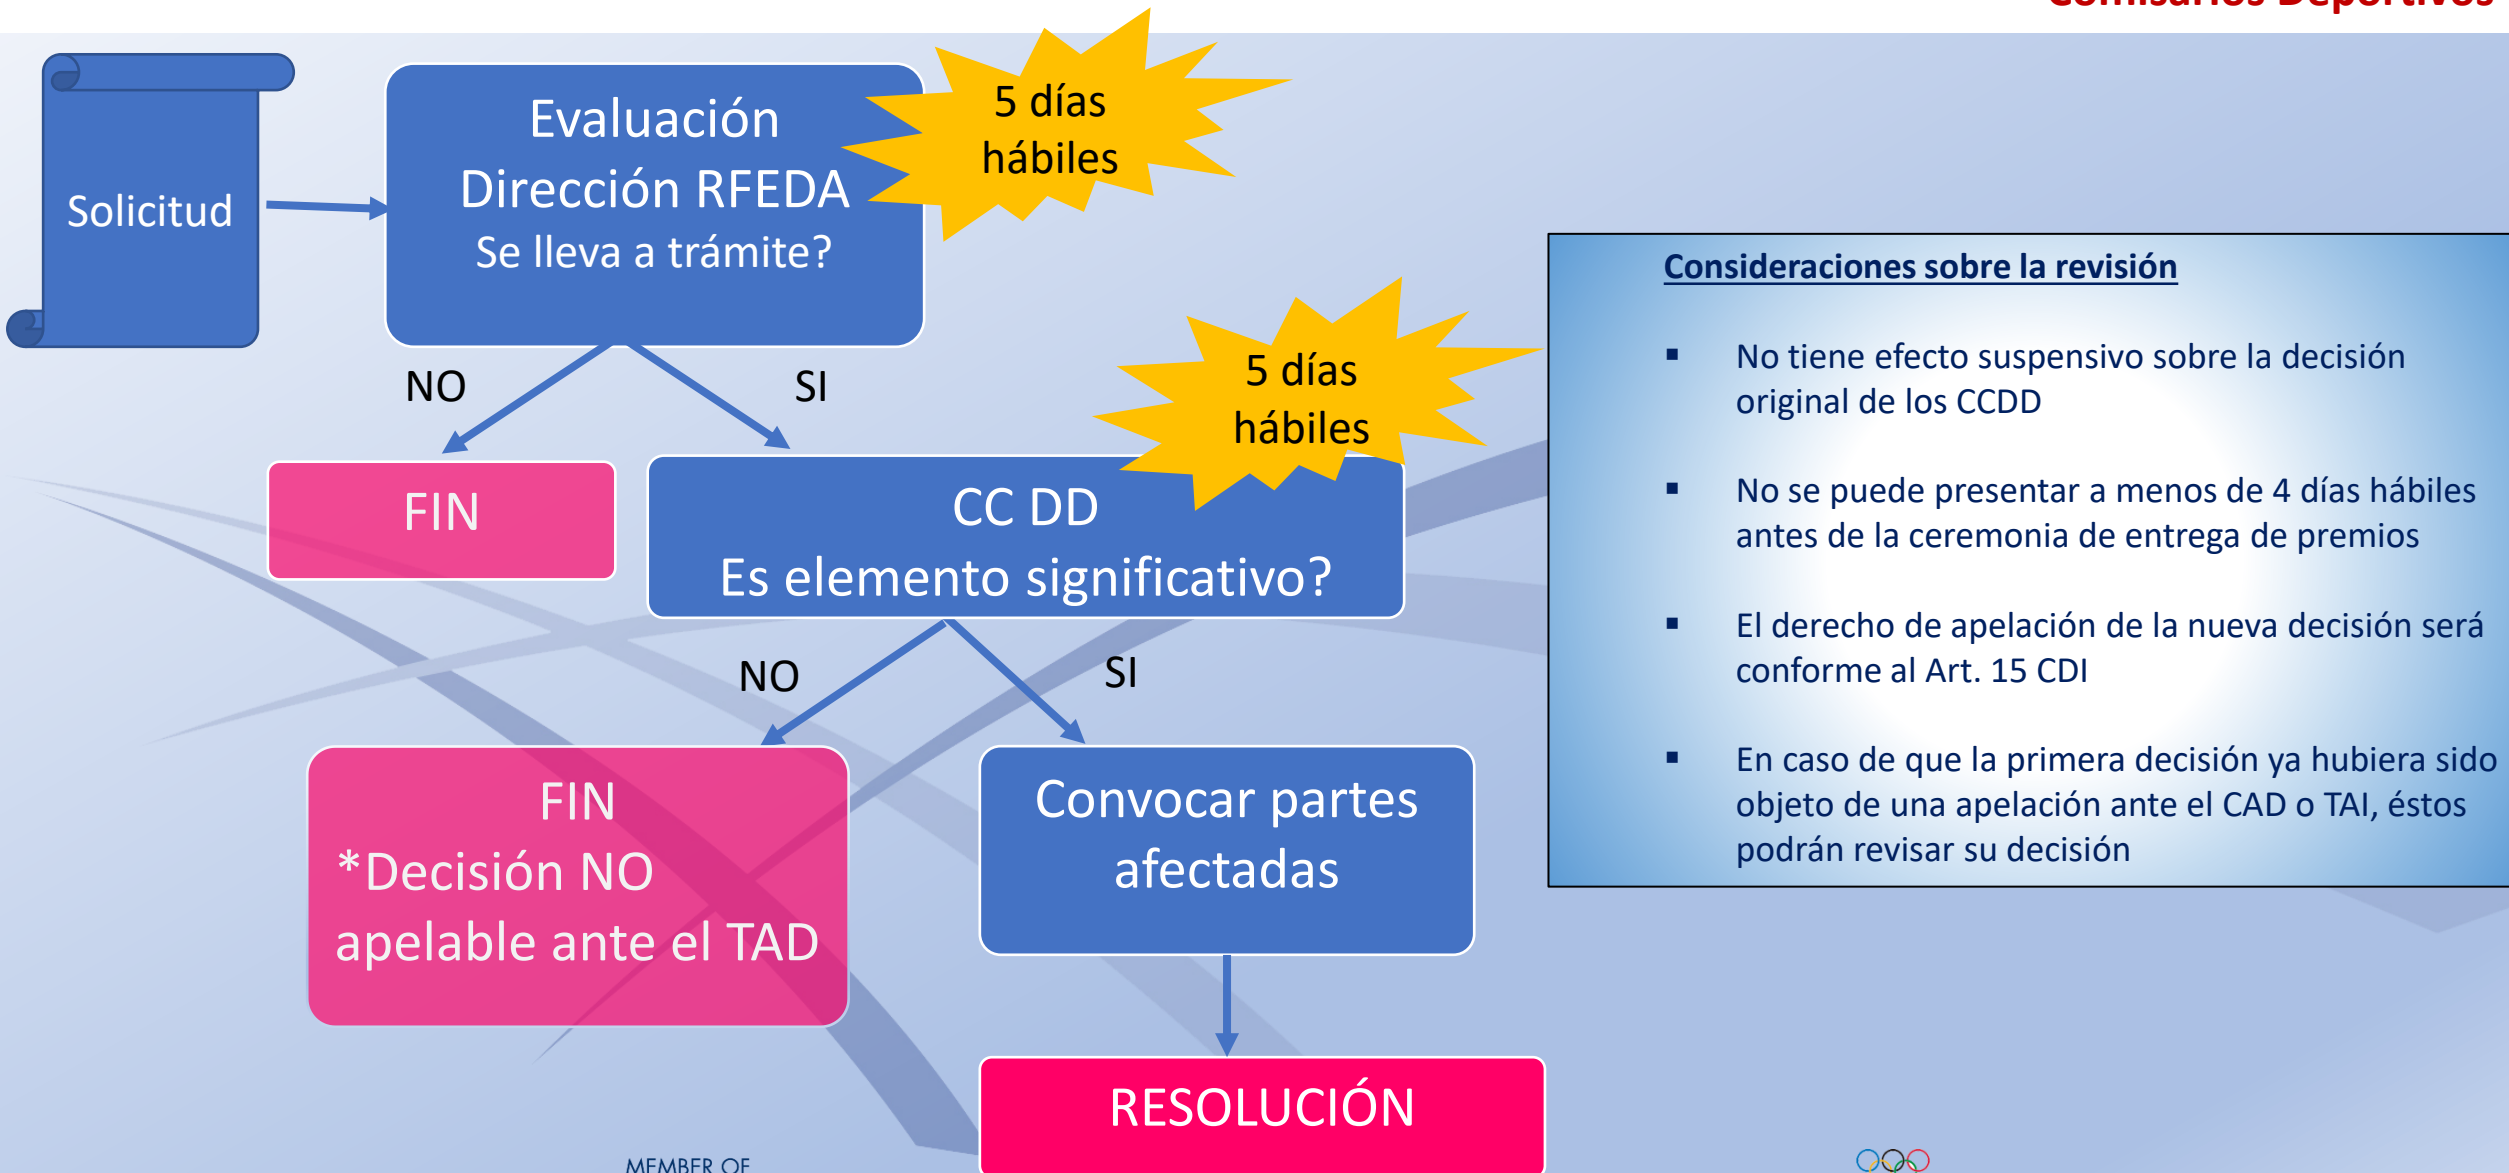 Comisarios Deportivos
Solicitud
Evaluación
Dirección RFEDA
Se lleva a trámite?
5 días
hábiles
NO
SI
FIN
5 días
hábiles
CC DD
Es elemento significativo?
NO
SI
FIN
*Decisión NO
apelable ante el TAD
Convocar partes
afectadas
RESOLUCIÓN
Consideraciones sobre la revisión
▪ No tiene efecto suspensivo sobre la decisión
original de los CCDD
▪ No se puede presentar a menos de 4 días hábiles
antes de la ceremonia de entrega de premios
▪ El derecho de apelación de la nueva decisión será
conforme al Art. 15 CDI
▪ En caso de que la primera decisión ya hubiera sido
objeto de una apelación ante el CAD o TAI, éstos
podrán revisar su decisión
MEMBER OF